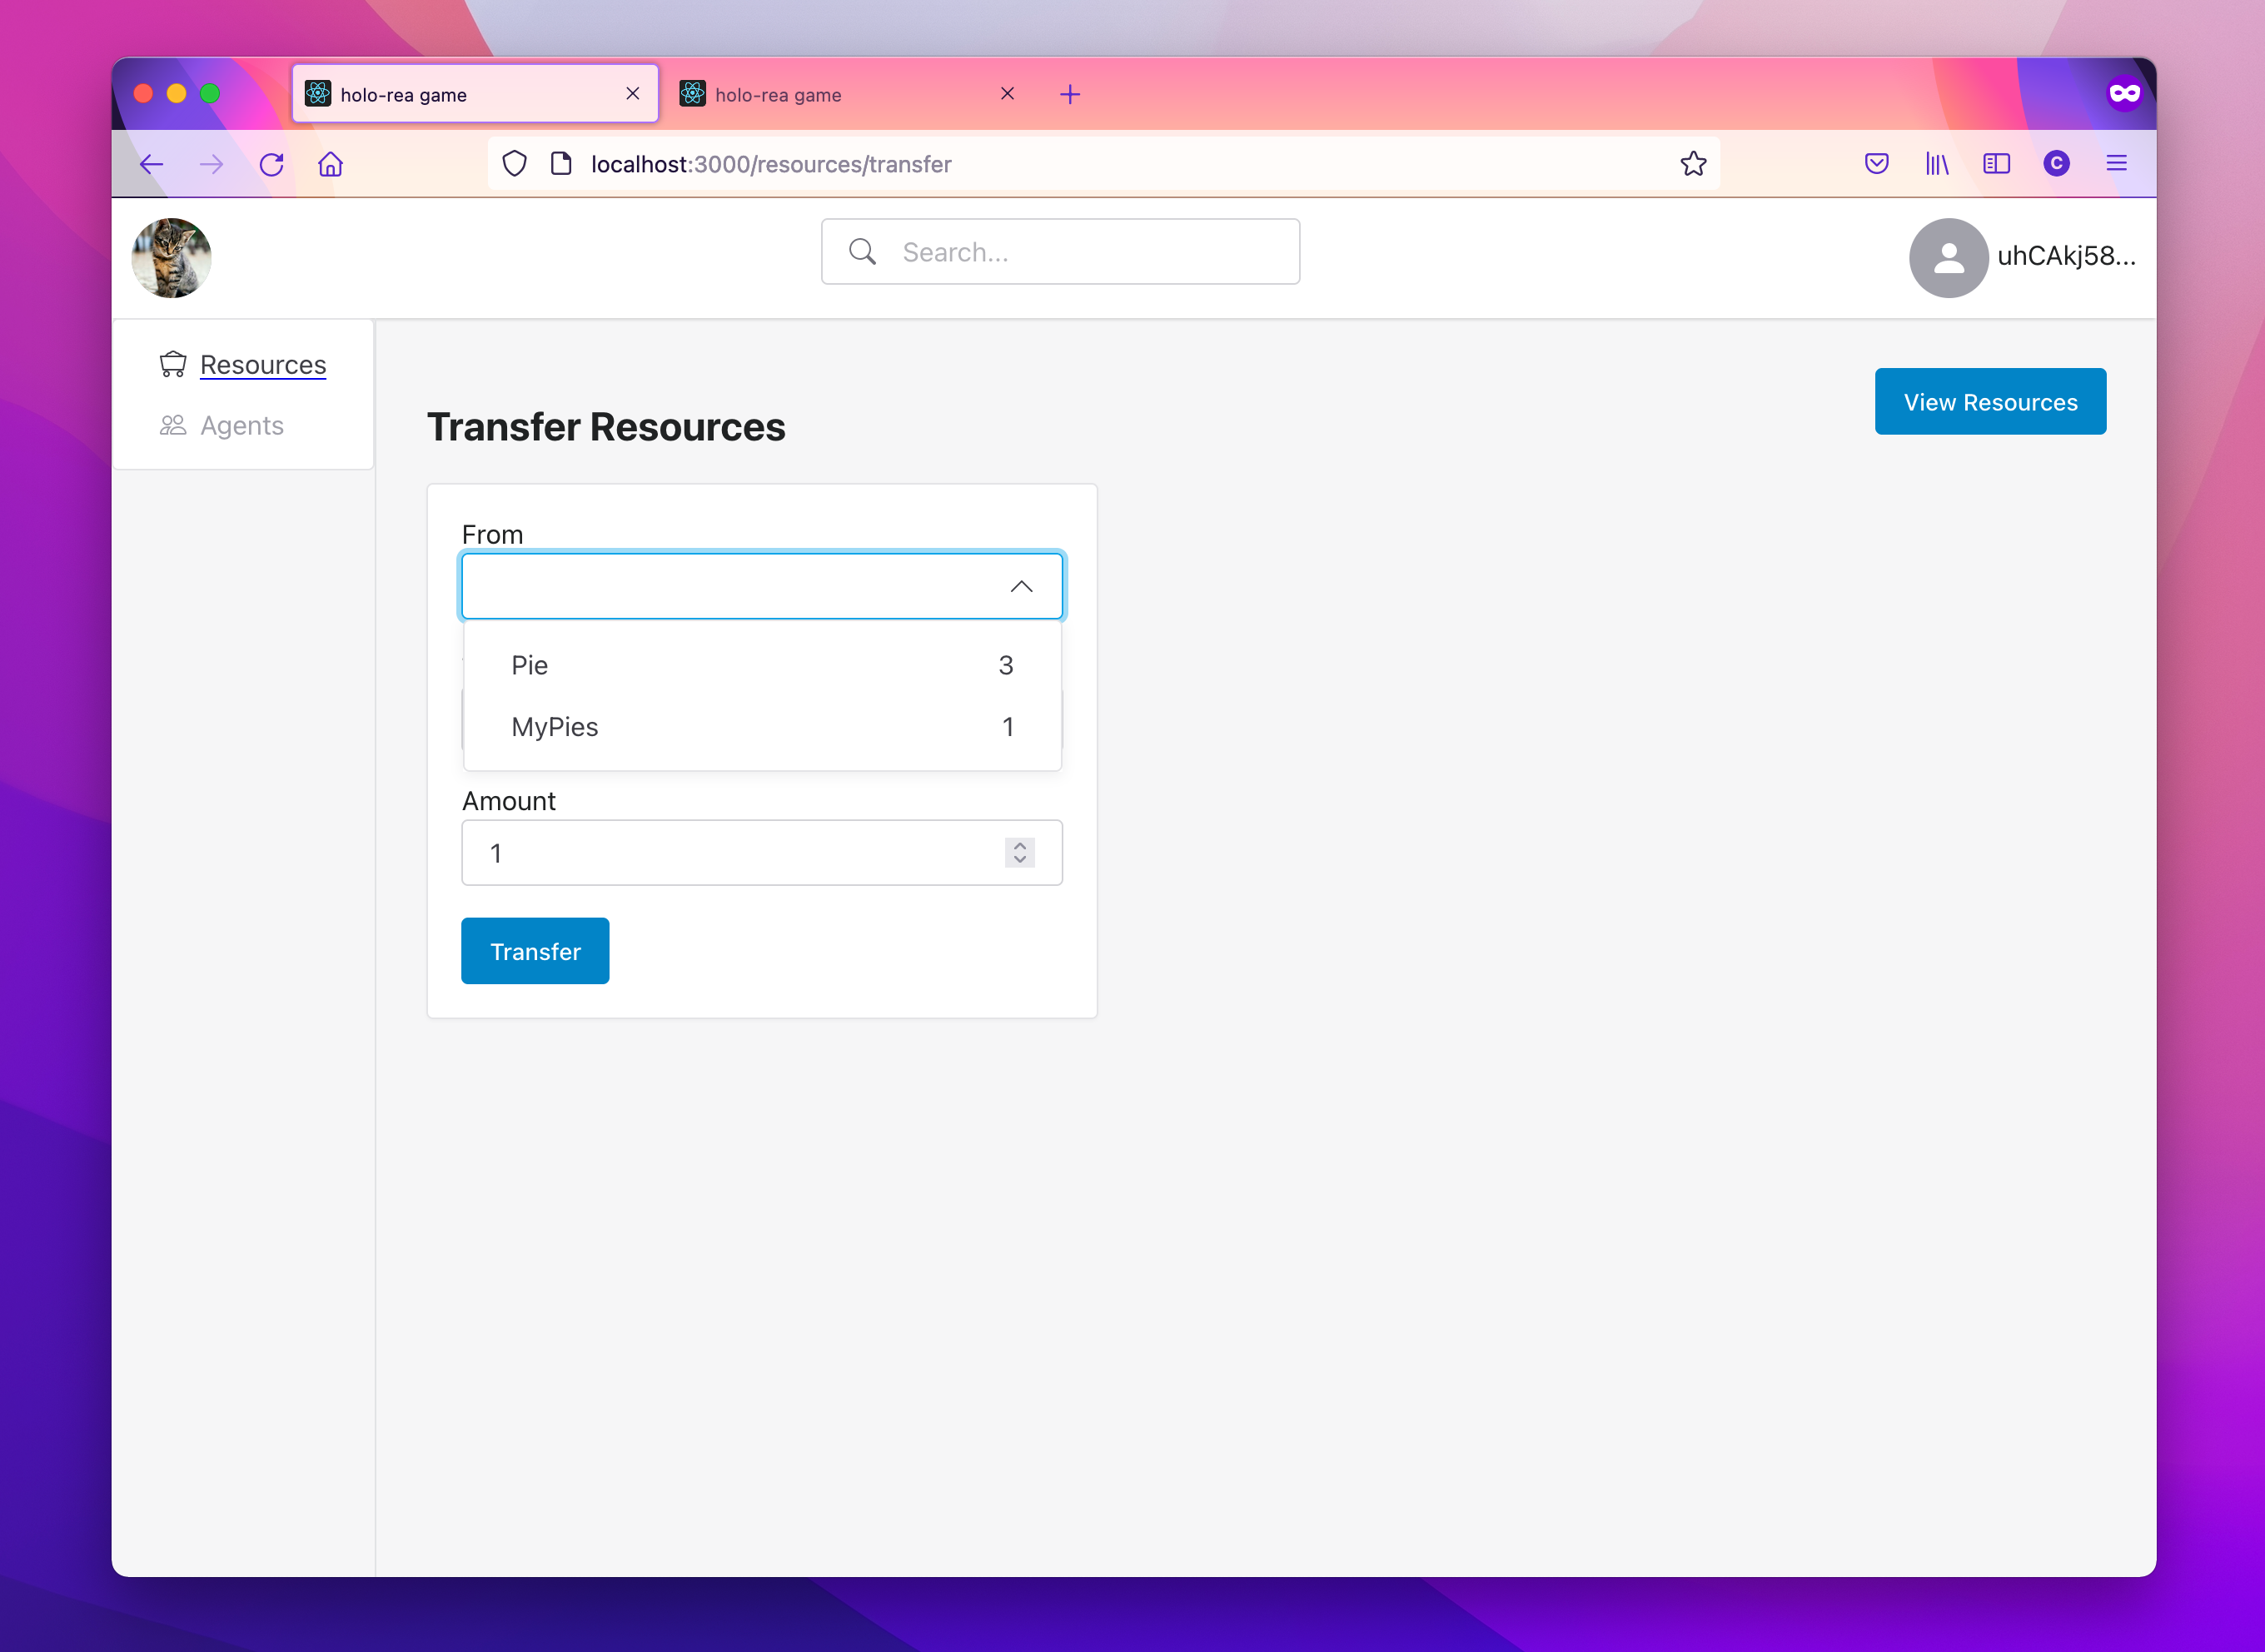 holo-rea game
holo-rea game
localhost:3000/resources/transfer
C
Search...
uhCAkj58...
Resources
Agents
View Resources
Transfer Resources
From
Pie 3
MyPies 1
Amount
1
Transfer